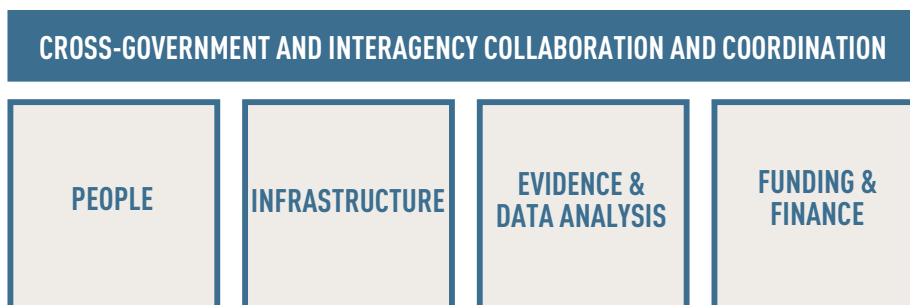 CROSS-GOVERNMENT AND INTERAGENCY COLLABORATION AND COORDINATION
PEOPLE
INFRASTRUCTURE
EVIDENCE &
DATA ANALYSIS
FUNDING &
FINANCE